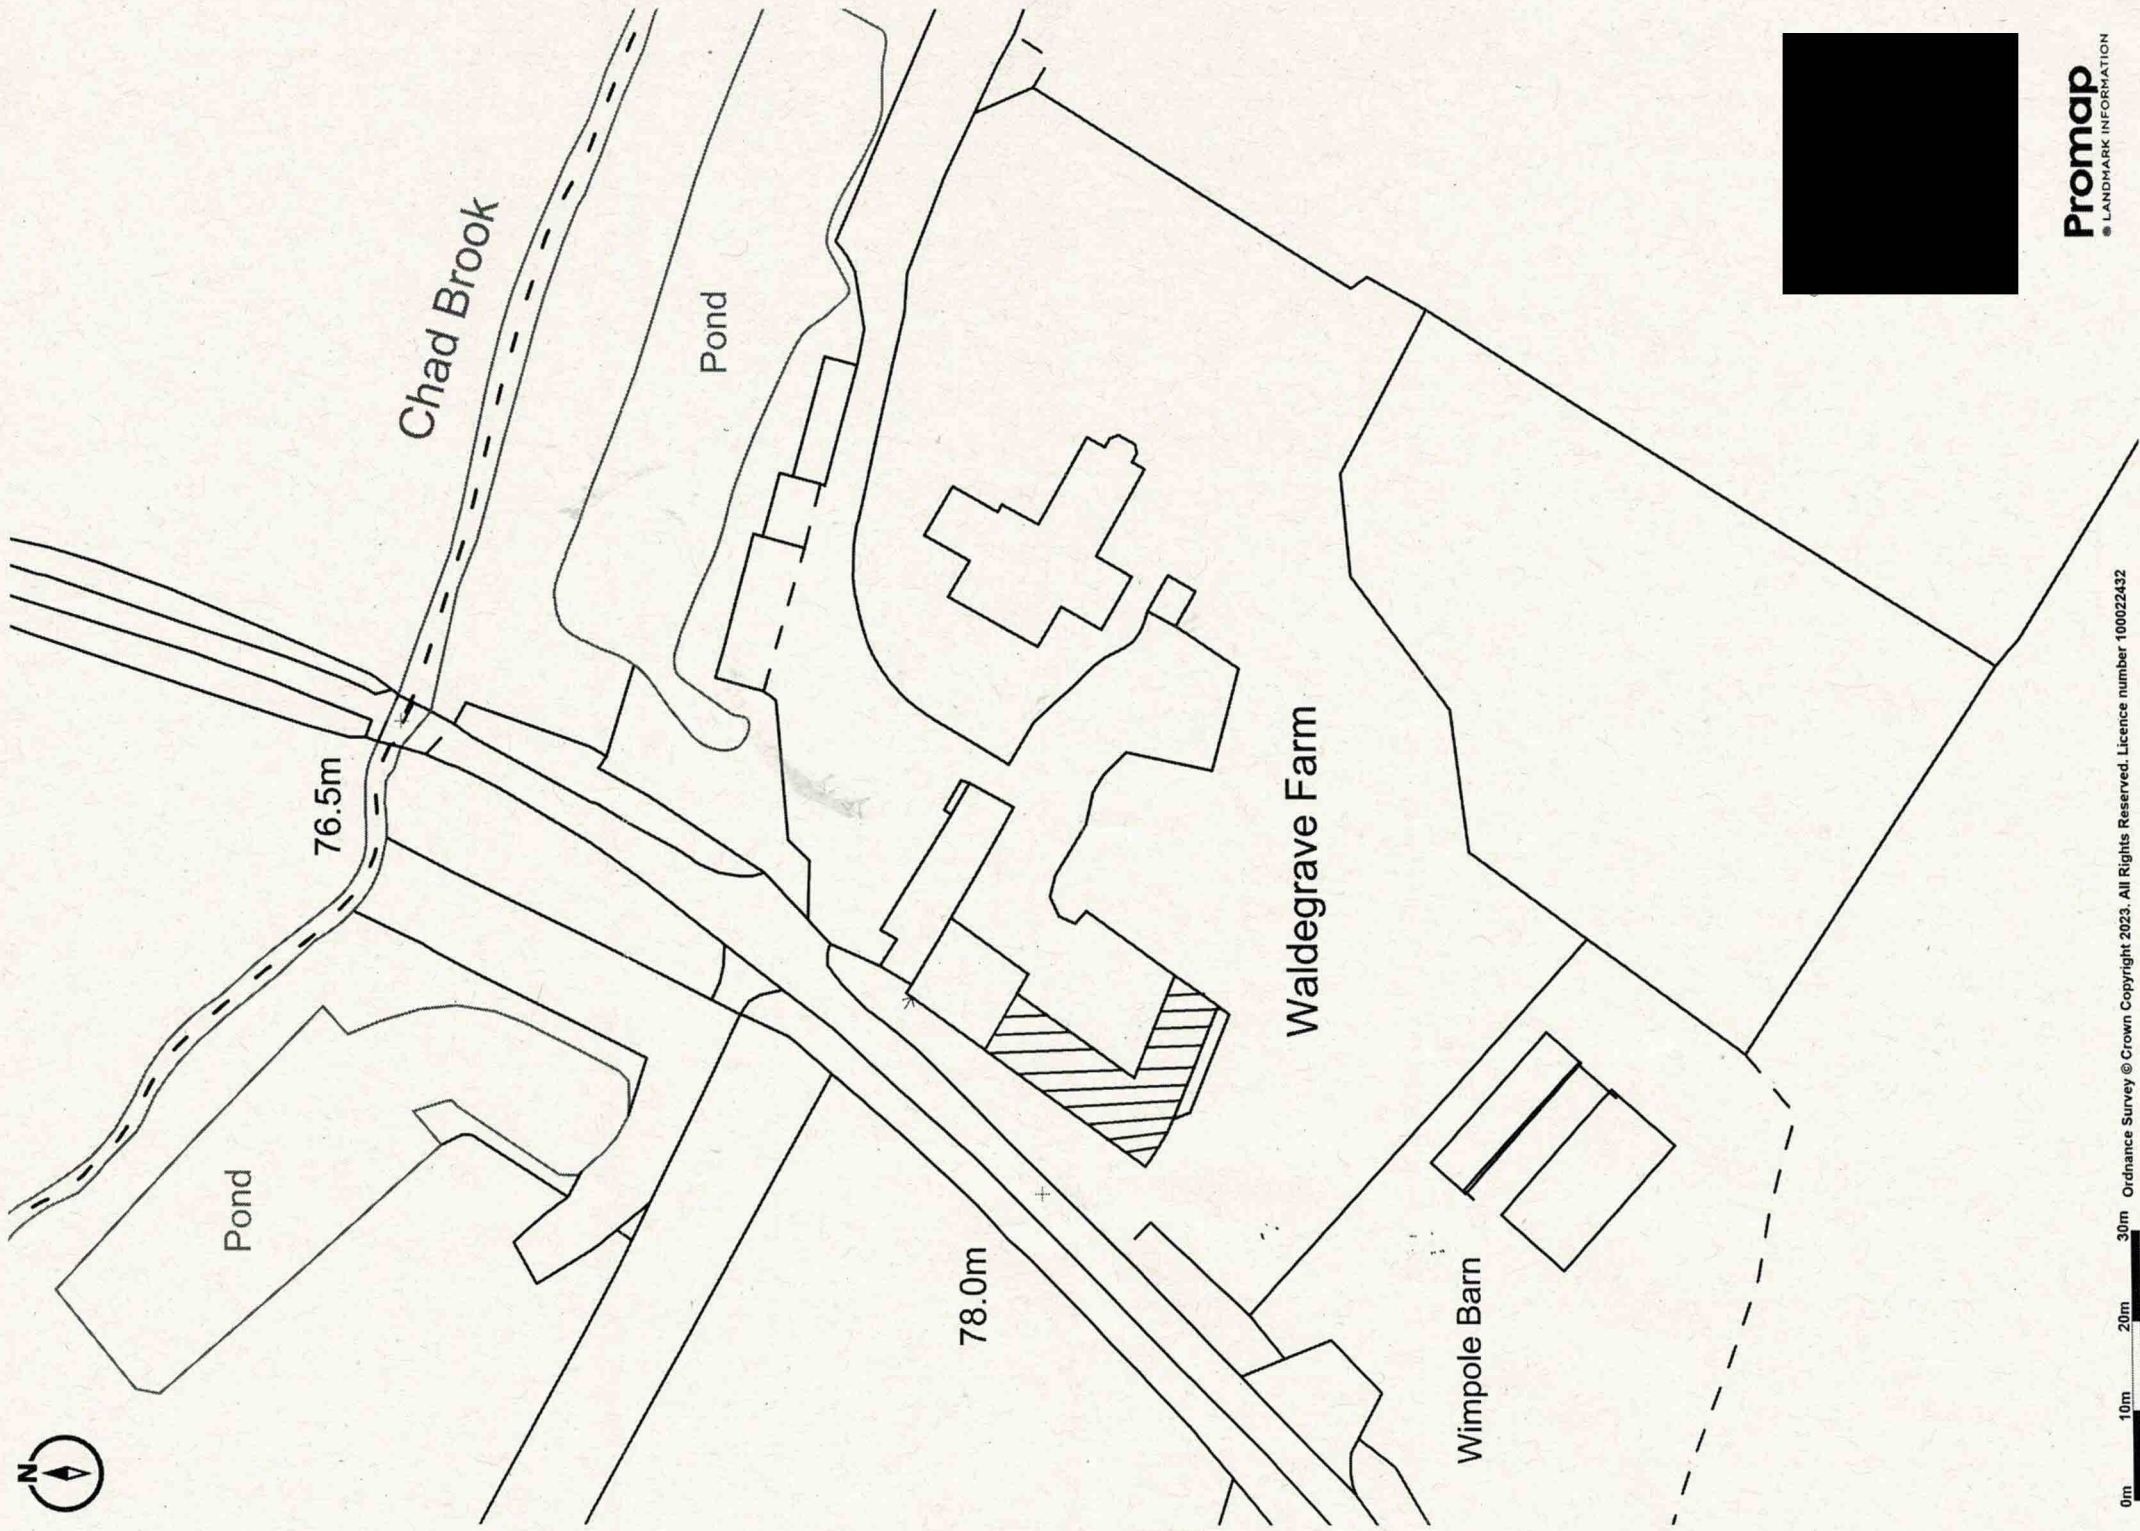 N
Chad Brook
Pond
76.5m
Pond
Waldegrave Farm
78.0m
Wimpole Barn
Promap
LANDMARK INFORMATION
0m 10m 20m 30m
Ordnance Survey © Crown Copyright 2023. All Rights Reserved. Licence number 100022432